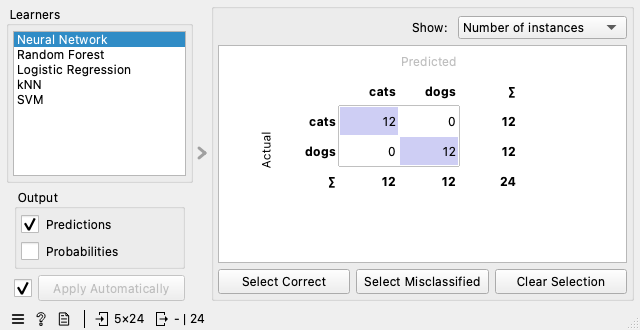 Learners
Neural Network
Random Forest
Logistic Regression
kNN
SVM
Output
Predictions
Probabilities
Apply Automatically
5×24
- | 24
Show: Number of instances
Predicted
cats dogs ∑
Actual
cats 12 0 12
dogs 0 12 12
∑ 12 12 24
Select Correct Select Misclassified Clear Selection